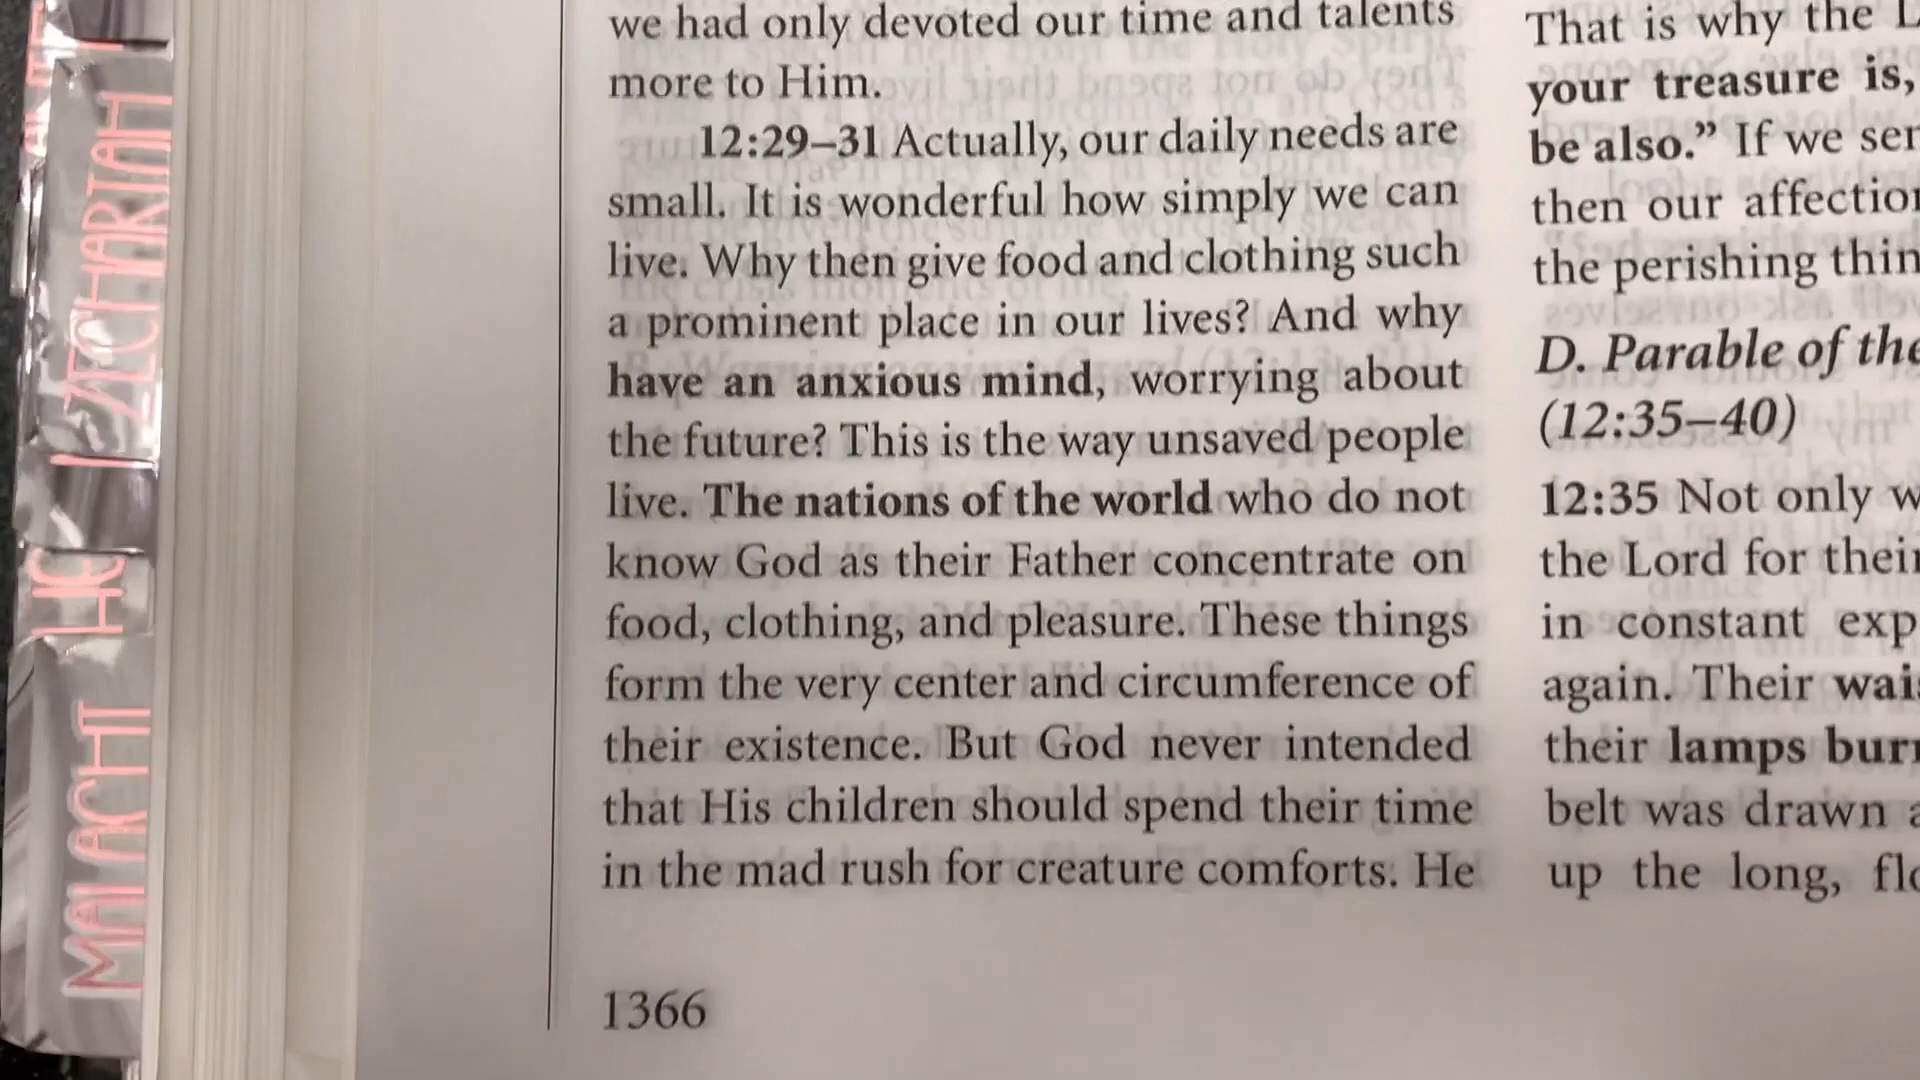 we had only devoted our time and talents
more to Him.
12:29–31 Actually, our daily needs are
small. It is wonderful how simply we can
live. Why then give food and clothing such
a prominent place in our lives? And why
have an anxious mind, worrying about
the future? This is the way unsaved people
live. The nations of the world who do not
know God as their Father concentrate on
food, clothing, and pleasure. These things
form the very center and circumference of
their existence. But God never intended
that His children should spend their time
in the mad rush for creature comforts. He
1366
That is why the L
your treasure is,
be also.” If we ser
then our affection
the perishing thin
D. Parable of the
(12:35–40)
12:35 Not only w
the Lord for their
in constant exp
again. Their wais
their lamps burn
belt was drawn a
up the long, flo
ZECHARIAH
MALACHI